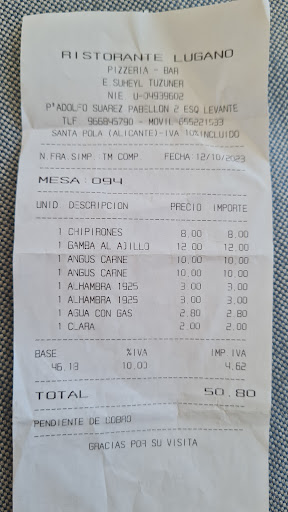 RISTORANTE LUGANO
PIZZERIA - BAR
E SUHEYL TUZUNER
NIE U-04939602
Pº ADOLFO SUAREZ PABELLON 2 ESQ LEVANTE
TLF 966845790 - MOVIL 655221533
SANTA POLA (ALICANTE)-IVA 10% INCLUIDO
N.FRA SIMP TM COMP. FECHA 12/10/2023
MESA:094
UNID. DESCRIPCION PRECIO IMPORTE
1 CHIPIRONES 8.00 8.00
1 GAMBA AL AJILLO 12.00 12.00
1 ANGUS CARNE 10.00 10.00
1 ANGUS CARNE 10.00 10.00
1 ALHAMBRA 1925 3.00 3.00
1 ALHAMBRA 1925 3.00 3.00
1 AGUA CON GAS 2.80 2.80
1 CLARA 2.00 2.00
BASE %IVA IMP.IVA
46.18 10.00 4.62
TOTAL 50.80
PENDIENTE DE COBRO
GRACIAS POR SU VISITA